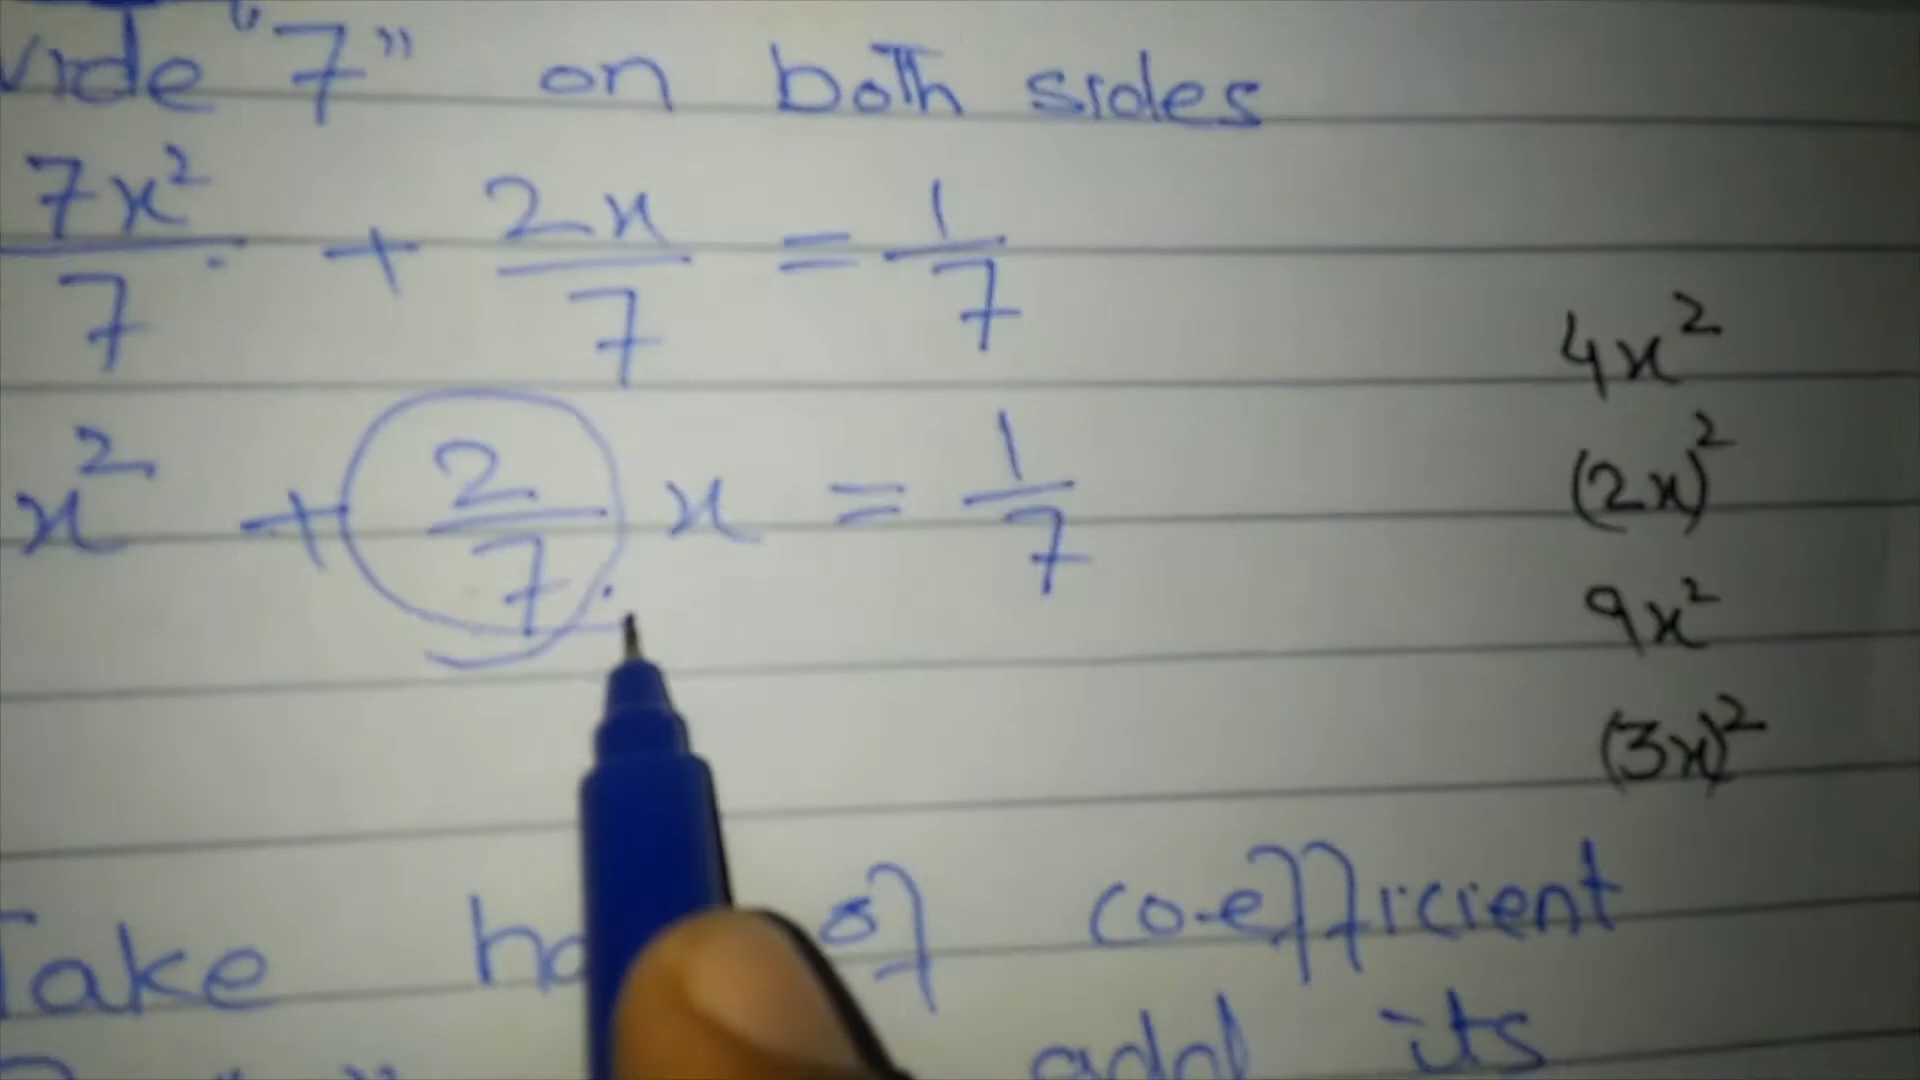 "7" on both sides
7x²/7 + 2x/7 = 1/7
x² + 2/7 x = 1/7
4x²
(2x)²
9x²
(3x)²
Take of co-efficient
add its